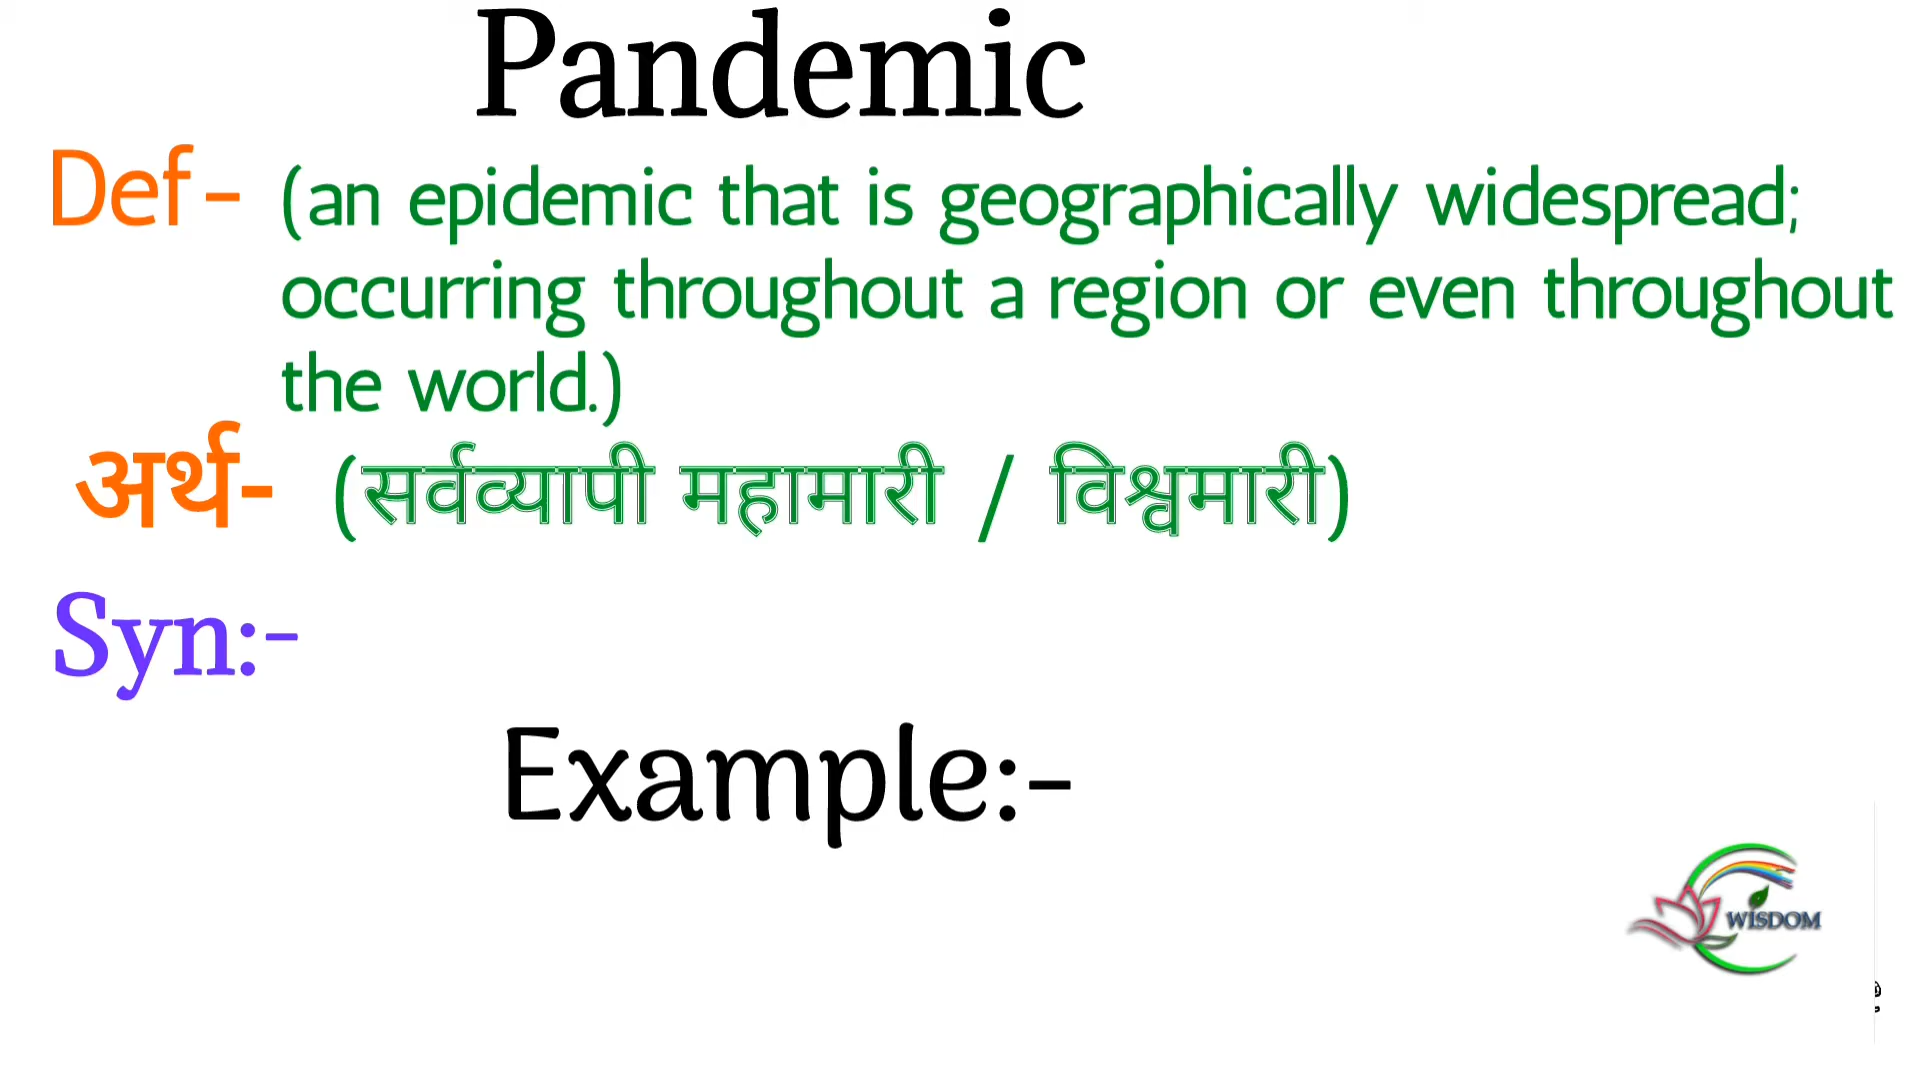 Pandemic
Def- (an epidemic that is geographically widespread;
occurring throughout a region or even throughout
the world.)
अर्थ- (सर्वव्यापी महामारी / विश्वमारी)
Syn:-
Example:-
WISDOM